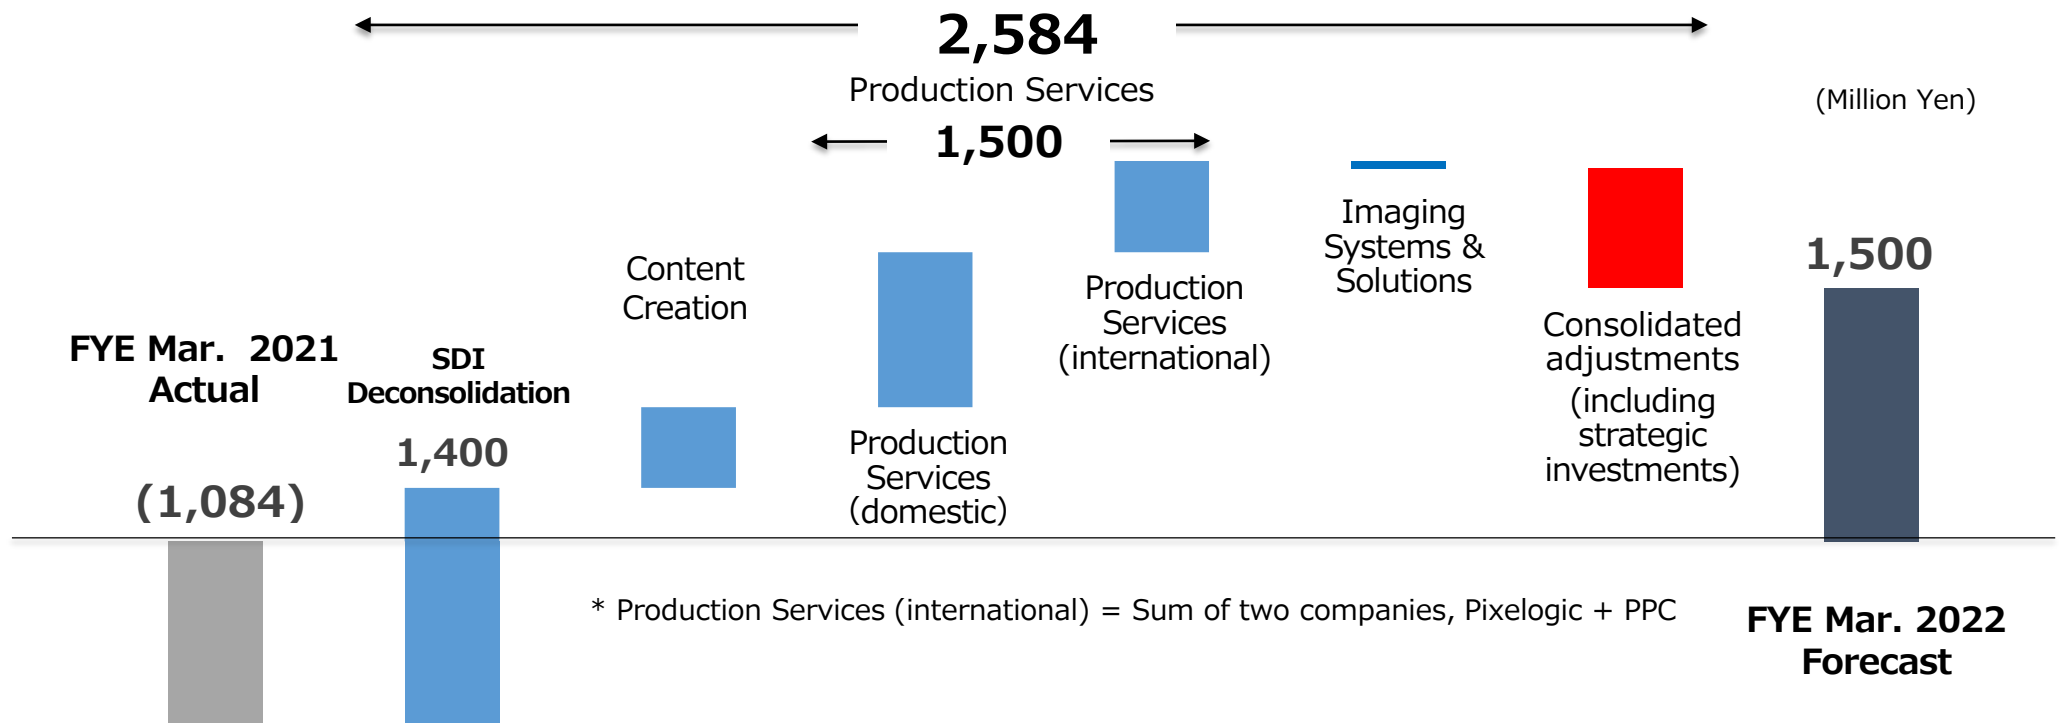 2,584
Production Services
1,500
(Million Yen)
FYE Mar. 2021
Actual
(1,084)
SDI
Deconsolidation
1,400
Content
Creation
Production
Services
(domestic)
Production
Services
(international)
Imaging
Systems &
Solutions
Consolidated
adjustments
(including
strategic
investments)
1,500
* Production Services (international) = Sum of two companies, Pixelogic + PPC
FYE Mar. 2022
Forecast